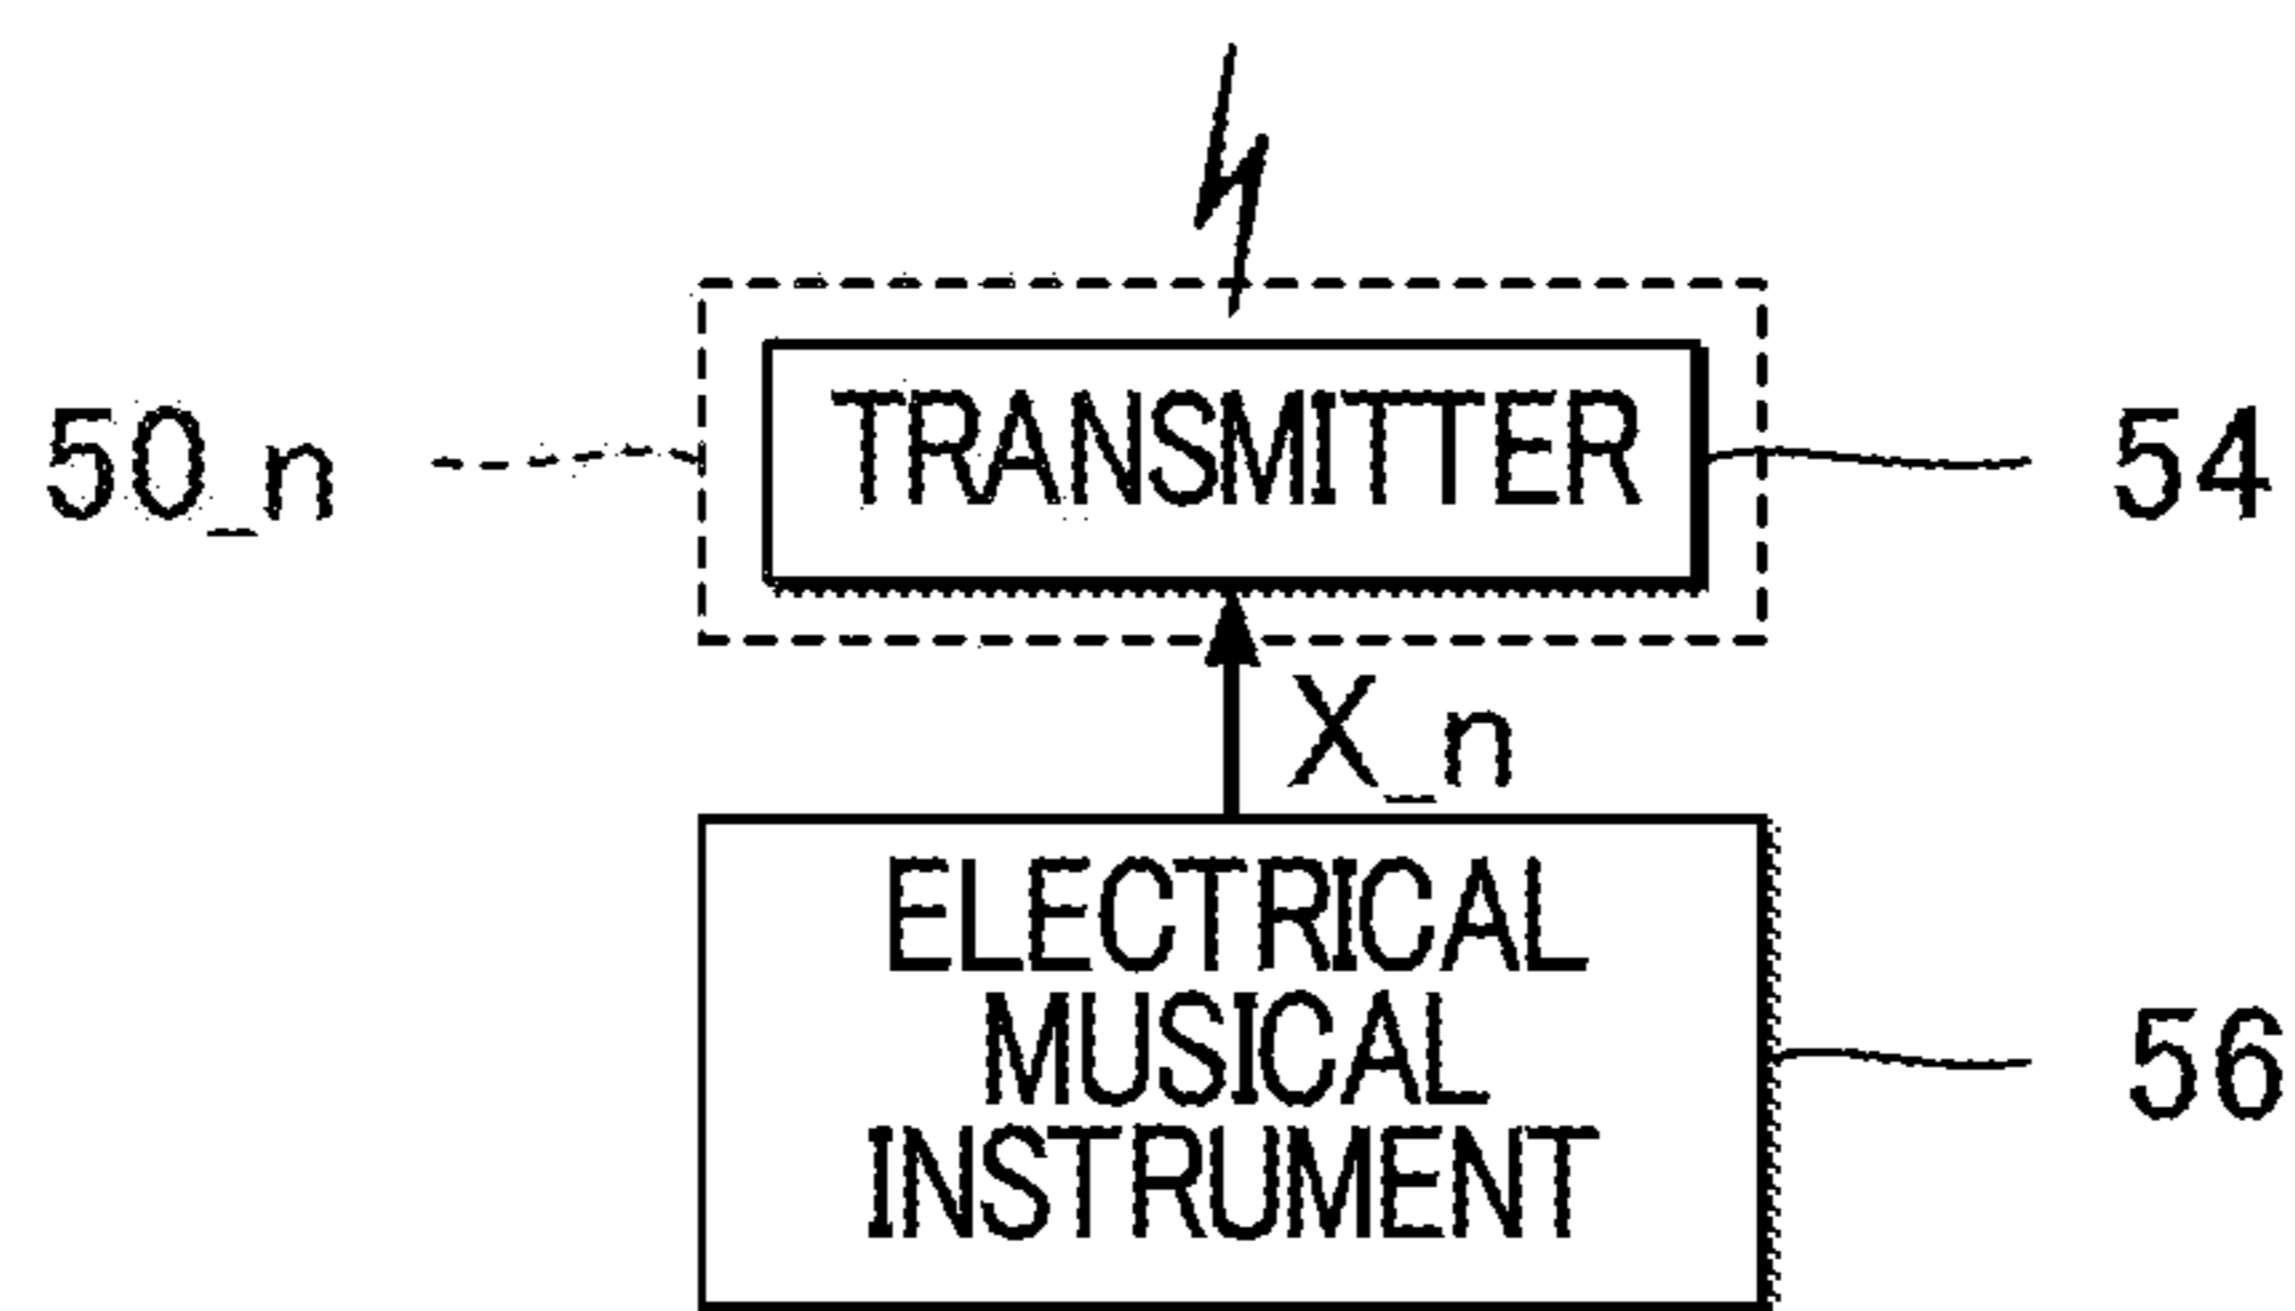 50_n
TRANSMITTER
54
X_n
ELECTRICAL
MUSICAL
INSTRUMENT
56